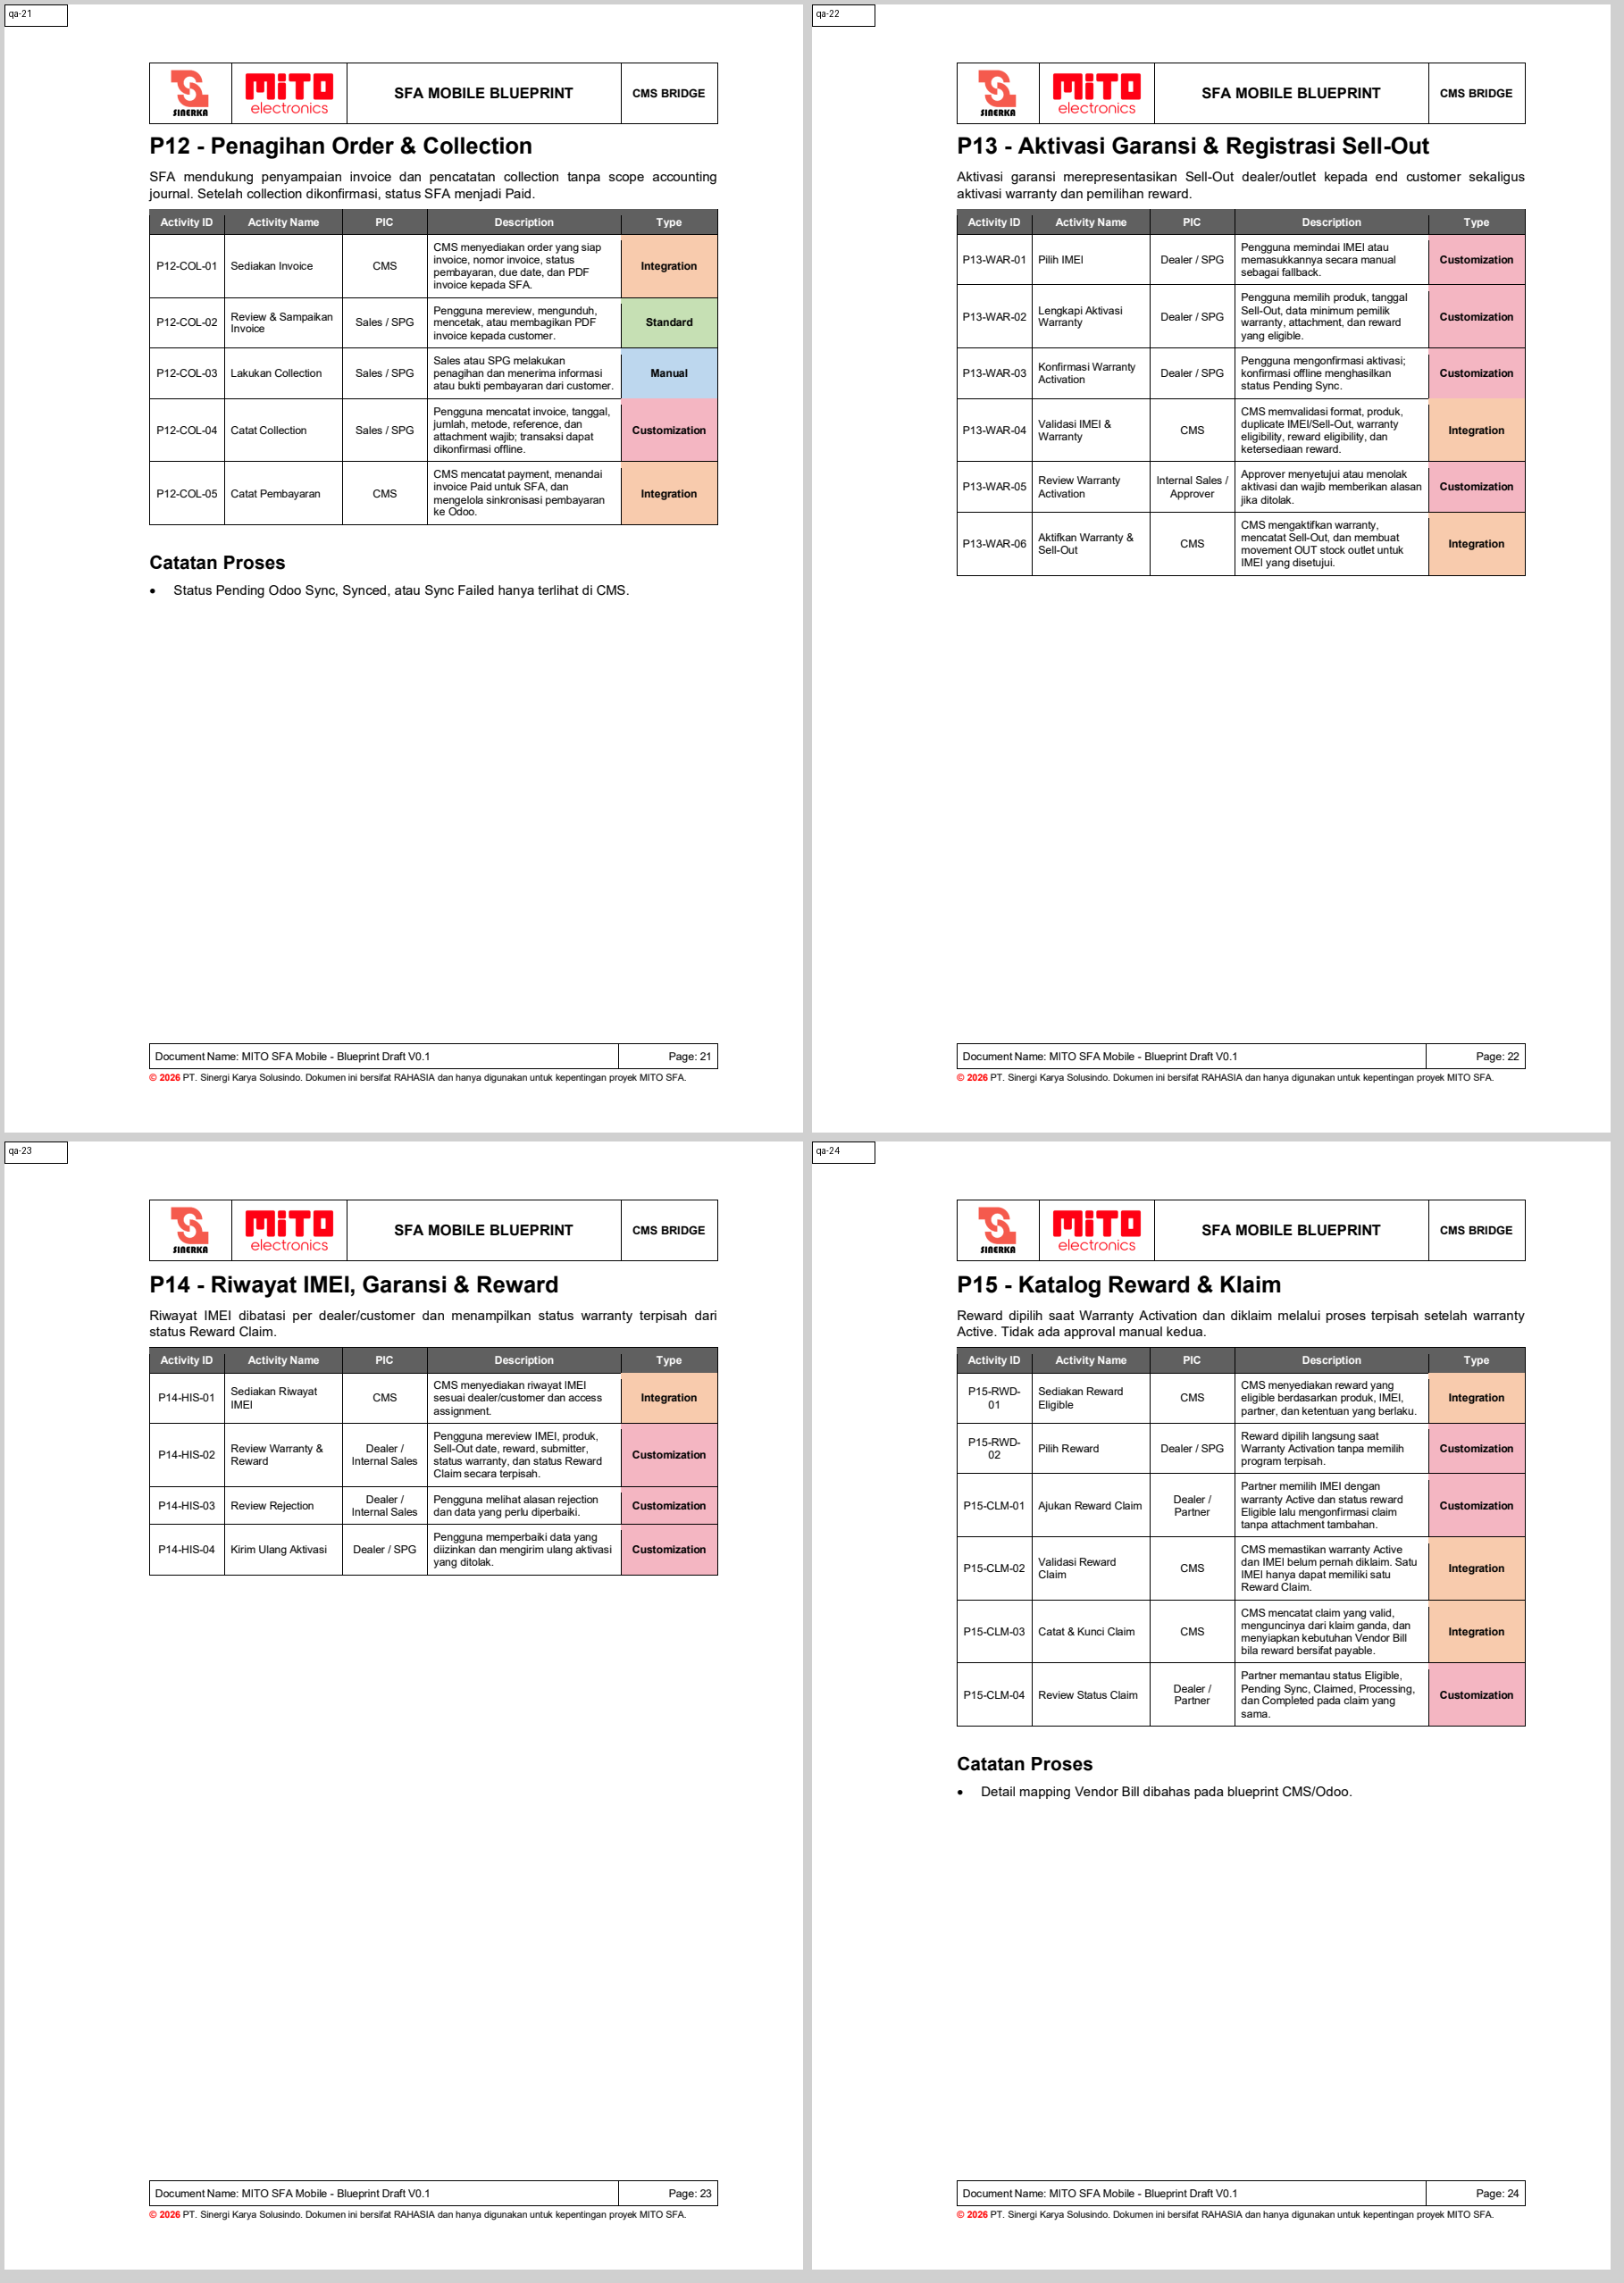 qa-21
SINERKA
MiTO
electronics
SFA MOBILE BLUEPRINT
CMS BRIDGE
P12 - Penagihan Order & Collection
SFA mendukung penyampaian invoice dan pencatatan collection tanpa scope accounting
journal. Setelah collection dikonfirmasi, status SFA menjadi Paid.
Activity ID
Activity Name
PIC
Description
Type
P12-COL-01
Sediakan Invoice
CMS
CMS menyediakan order yang siap
invoice, nomor invoice, status
pembayaran, due date, dan PDF
invoice kepada SFA.
Integration
P12-COL-02
Review & Sampaikan
Invoice
Sales / SPG
Pengguna mereview, mengunduh,
mencetak, atau membagikan PDF
invoice kepada customer.
Standard
P12-COL-03
Lakukan Collection
Sales / SPG
Sales atau SPG melakukan
penagihan dan menerima informasi
atau bukti pembayaran dari customer.
Manual
P12-COL-04
Catat Collection
Sales / SPG
Pengguna mencatat invoice, tanggal,
jumlah, metode, reference, dan
attachment wajib; transaksi dapat
dikonfirmasi offline.
Customization
P12-COL-05
Catat Pembayaran
CMS
CMS mencatat payment, menandai
invoice Paid untuk SFA, dan
mengelola sinkronisasi pembayaran
ke Odoo.
Integration
Catatan Proses
• Status Pending Odoo Sync, Synced, atau Sync Failed hanya terlihat di CMS.
Document Name: MITO SFA Mobile - Blueprint Draft V0.1
Page: 21
© 2026 PT. Sinergi Karya Solusindo. Dokumen ini bersifat RAHASIA dan hanya digunakan untuk kepentingan proyek MITO SFA.
qa-22
SINERKA
MiTO
electronics
SFA MOBILE BLUEPRINT
CMS BRIDGE
P13 - Aktivasi Garansi & Registrasi Sell-Out
Aktivasi garansi merepresentasikan Sell-Out dealer/outlet kepada end customer sekaligus
aktivasi warranty dan pemilihan reward.
Activity ID
Activity Name
PIC
Description
Type
P13-WAR-01
Pilih IMEI
Dealer / SPG
Pengguna memindai IMEI atau
memasukkannya secara manual
sebagai fallback.
Customization
P13-WAR-02
Lengkapi Aktivasi
Warranty
Dealer / SPG
Pengguna memilih produk, tanggal
Sell-Out, data minimum pemilik
warranty, attachment, dan reward
yang eligible.
Customization
P13-WAR-03
Konfirmasi Warranty
Activation
Dealer / SPG
Pengguna mengonfirmasi aktivasi;
konfirmasi offline menghasilkan
status Pending Sync.
Customization
P13-WAR-04
Validasi IMEI &
Warranty
CMS
CMS memvalidasi format, produk,
duplicate IMEI/Sell-Out, warranty
eligibility, reward eligibility, dan
ketersediaan reward.
Integration
P13-WAR-05
Review Warranty
Activation
Internal Sales /
Approver
Approver menyetujui atau menolak
aktivasi dan wajib memberikan alasan
jika ditolak.
Customization
P13-WAR-06
Aktifkan Warranty &
Sell-Out
CMS
CMS mengaktifkan warranty,
mencatat Sell-Out, dan membuat
movement OUT stock outlet untuk
IMEI yang disetujui.
Integration
Document Name: MITO SFA Mobile - Blueprint Draft V0.1
Page: 22
© 2026 PT. Sinergi Karya Solusindo. Dokumen ini bersifat RAHASIA dan hanya digunakan untuk kepentingan proyek MITO SFA.
qa-23
SINERKA
MiTO
electronics
SFA MOBILE BLUEPRINT
CMS BRIDGE
P14 - Riwayat IMEI, Garansi & Reward
Riwayat IMEI dibatasi per dealer/customer dan menampilkan status warranty terpisah dari
status Reward Claim.
Activity ID
Activity Name
PIC
Description
Type
P14-HIS-01
Sediakan Riwayat
IMEI
CMS
CMS menyediakan riwayat IMEI
sesuai dealer/customer dan access
assignment.
Integration
P14-HIS-02
Review Warranty &
Reward
Dealer /
Internal Sales
Pengguna mereview IMEI, produk,
Sell-Out date, reward, submitter,
status warranty, dan status Reward
Claim secara terpisah.
Customization
P14-HIS-03
Review Rejection
Dealer /
Internal Sales
Pengguna melihat alasan rejection
dan data yang perlu diperbaiki.
Customization
P14-HIS-04
Kirim Ulang Aktivasi
Dealer / SPG
Pengguna memperbaiki data yang
diizinkan dan mengirim ulang aktivasi
yang ditolak.
Customization
Document Name: MITO SFA Mobile - Blueprint Draft V0.1
Page: 23
© 2026 PT. Sinergi Karya Solusindo. Dokumen ini bersifat RAHASIA dan hanya digunakan untuk kepentingan proyek MITO SFA.
qa-24
SINERKA
MiTO
electronics
SFA MOBILE BLUEPRINT
CMS BRIDGE
P15 - Katalog Reward & Klaim
Reward dipilih saat Warranty Activation dan diklaim melalui proses terpisah setelah warranty
Active. Tidak ada approval manual kedua.
Activity ID
Activity Name
PIC
Description
Type
P15-RWD-
01
Sediakan Reward
Eligible
CMS
CMS menyediakan reward yang
eligible berdasarkan produk, IMEI,
partner, dan ketentuan yang berlaku.
Integration
P15-RWD-
02
Pilih Reward
Dealer / SPG
Reward dipilih langsung saat
Warranty Activation tanpa memilih
program terpisah.
Customization
P15-CLM-01
Ajukan Reward Claim
Dealer /
Partner
Partner memilih IMEI dengan
warranty Active dan status reward
Eligible lalu mengonfirmasi claim
tanpa attachment tambahan.
Customization
P15-CLM-02
Validasi Reward
Claim
CMS
CMS memastikan warranty Active
dan IMEI belum pernah diklaim. Satu
IMEI hanya dapat memiliki satu
Reward Claim.
Integration
P15-CLM-03
Catat & Kunci Claim
CMS
CMS mencatat claim yang valid,
menguncinya dari klaim ganda, dan
menyiapkan kebutuhan Vendor Bill
bila reward bersifat payable.
Integration
P15-CLM-04
Review Status Claim
Dealer /
Partner
Partner memantau status Eligible,
Pending Sync, Claimed, Processing,
dan Completed pada claim yang
sama.
Customization
Catatan Proses
• Detail mapping Vendor Bill dibahas pada blueprint CMS/Odoo.
Document Name: MITO SFA Mobile - Blueprint Draft V0.1
Page: 24
© 2026 PT. Sinergi Karya Solusindo. Dokumen ini bersifat RAHASIA dan hanya digunakan untuk kepentingan proyek MITO SFA.